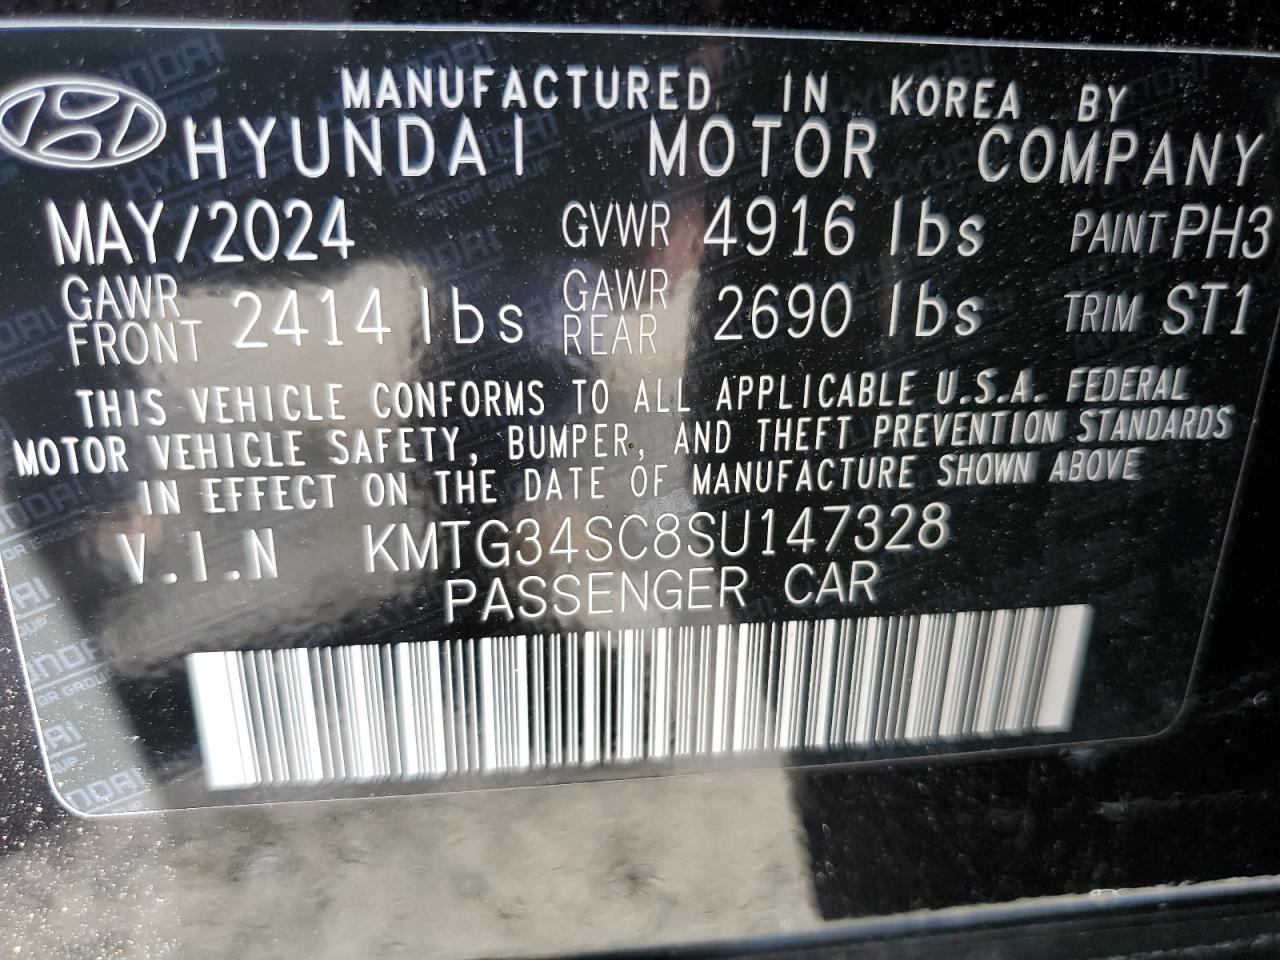 MANUFACTURED IN KOREA BY
HYUNDAI MOTOR COMPANY
MAY/2024 GVWR 4916 lbs PAINT PH3
GAWR FRONT 2414 lbs GAWR REAR 2690 lbs TRIM ST1
THIS VEHICLE CONFORMS TO ALL APPLICABLE U.S.A. FEDERAL
MOTOR VEHICLE SAFETY, BUMPER, AND THEFT PREVENTION STANDARDS
IN EFFECT ON THE DATE OF MANUFACTURE SHOWN ABOVE
V.I.N KMTG34SC8SU147328
PASSENGER CAR